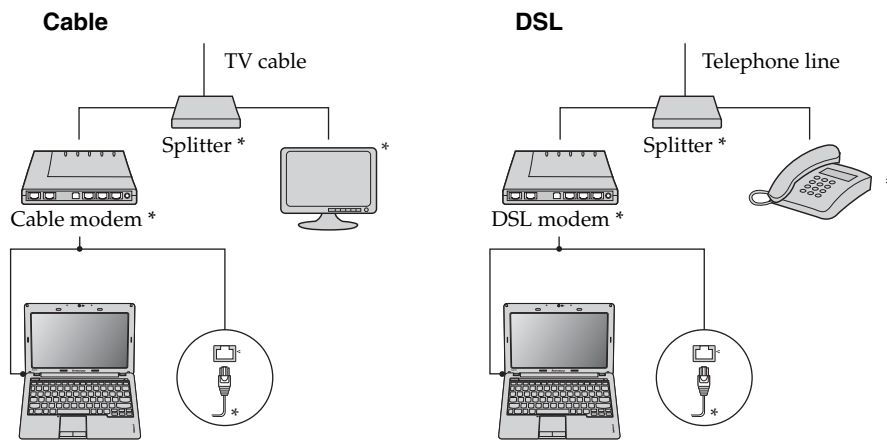 Cable
TV cable
Splitter *
*
Cable modem *
*
DSL
Telephone line
Splitter *
*
DSL modem *
*